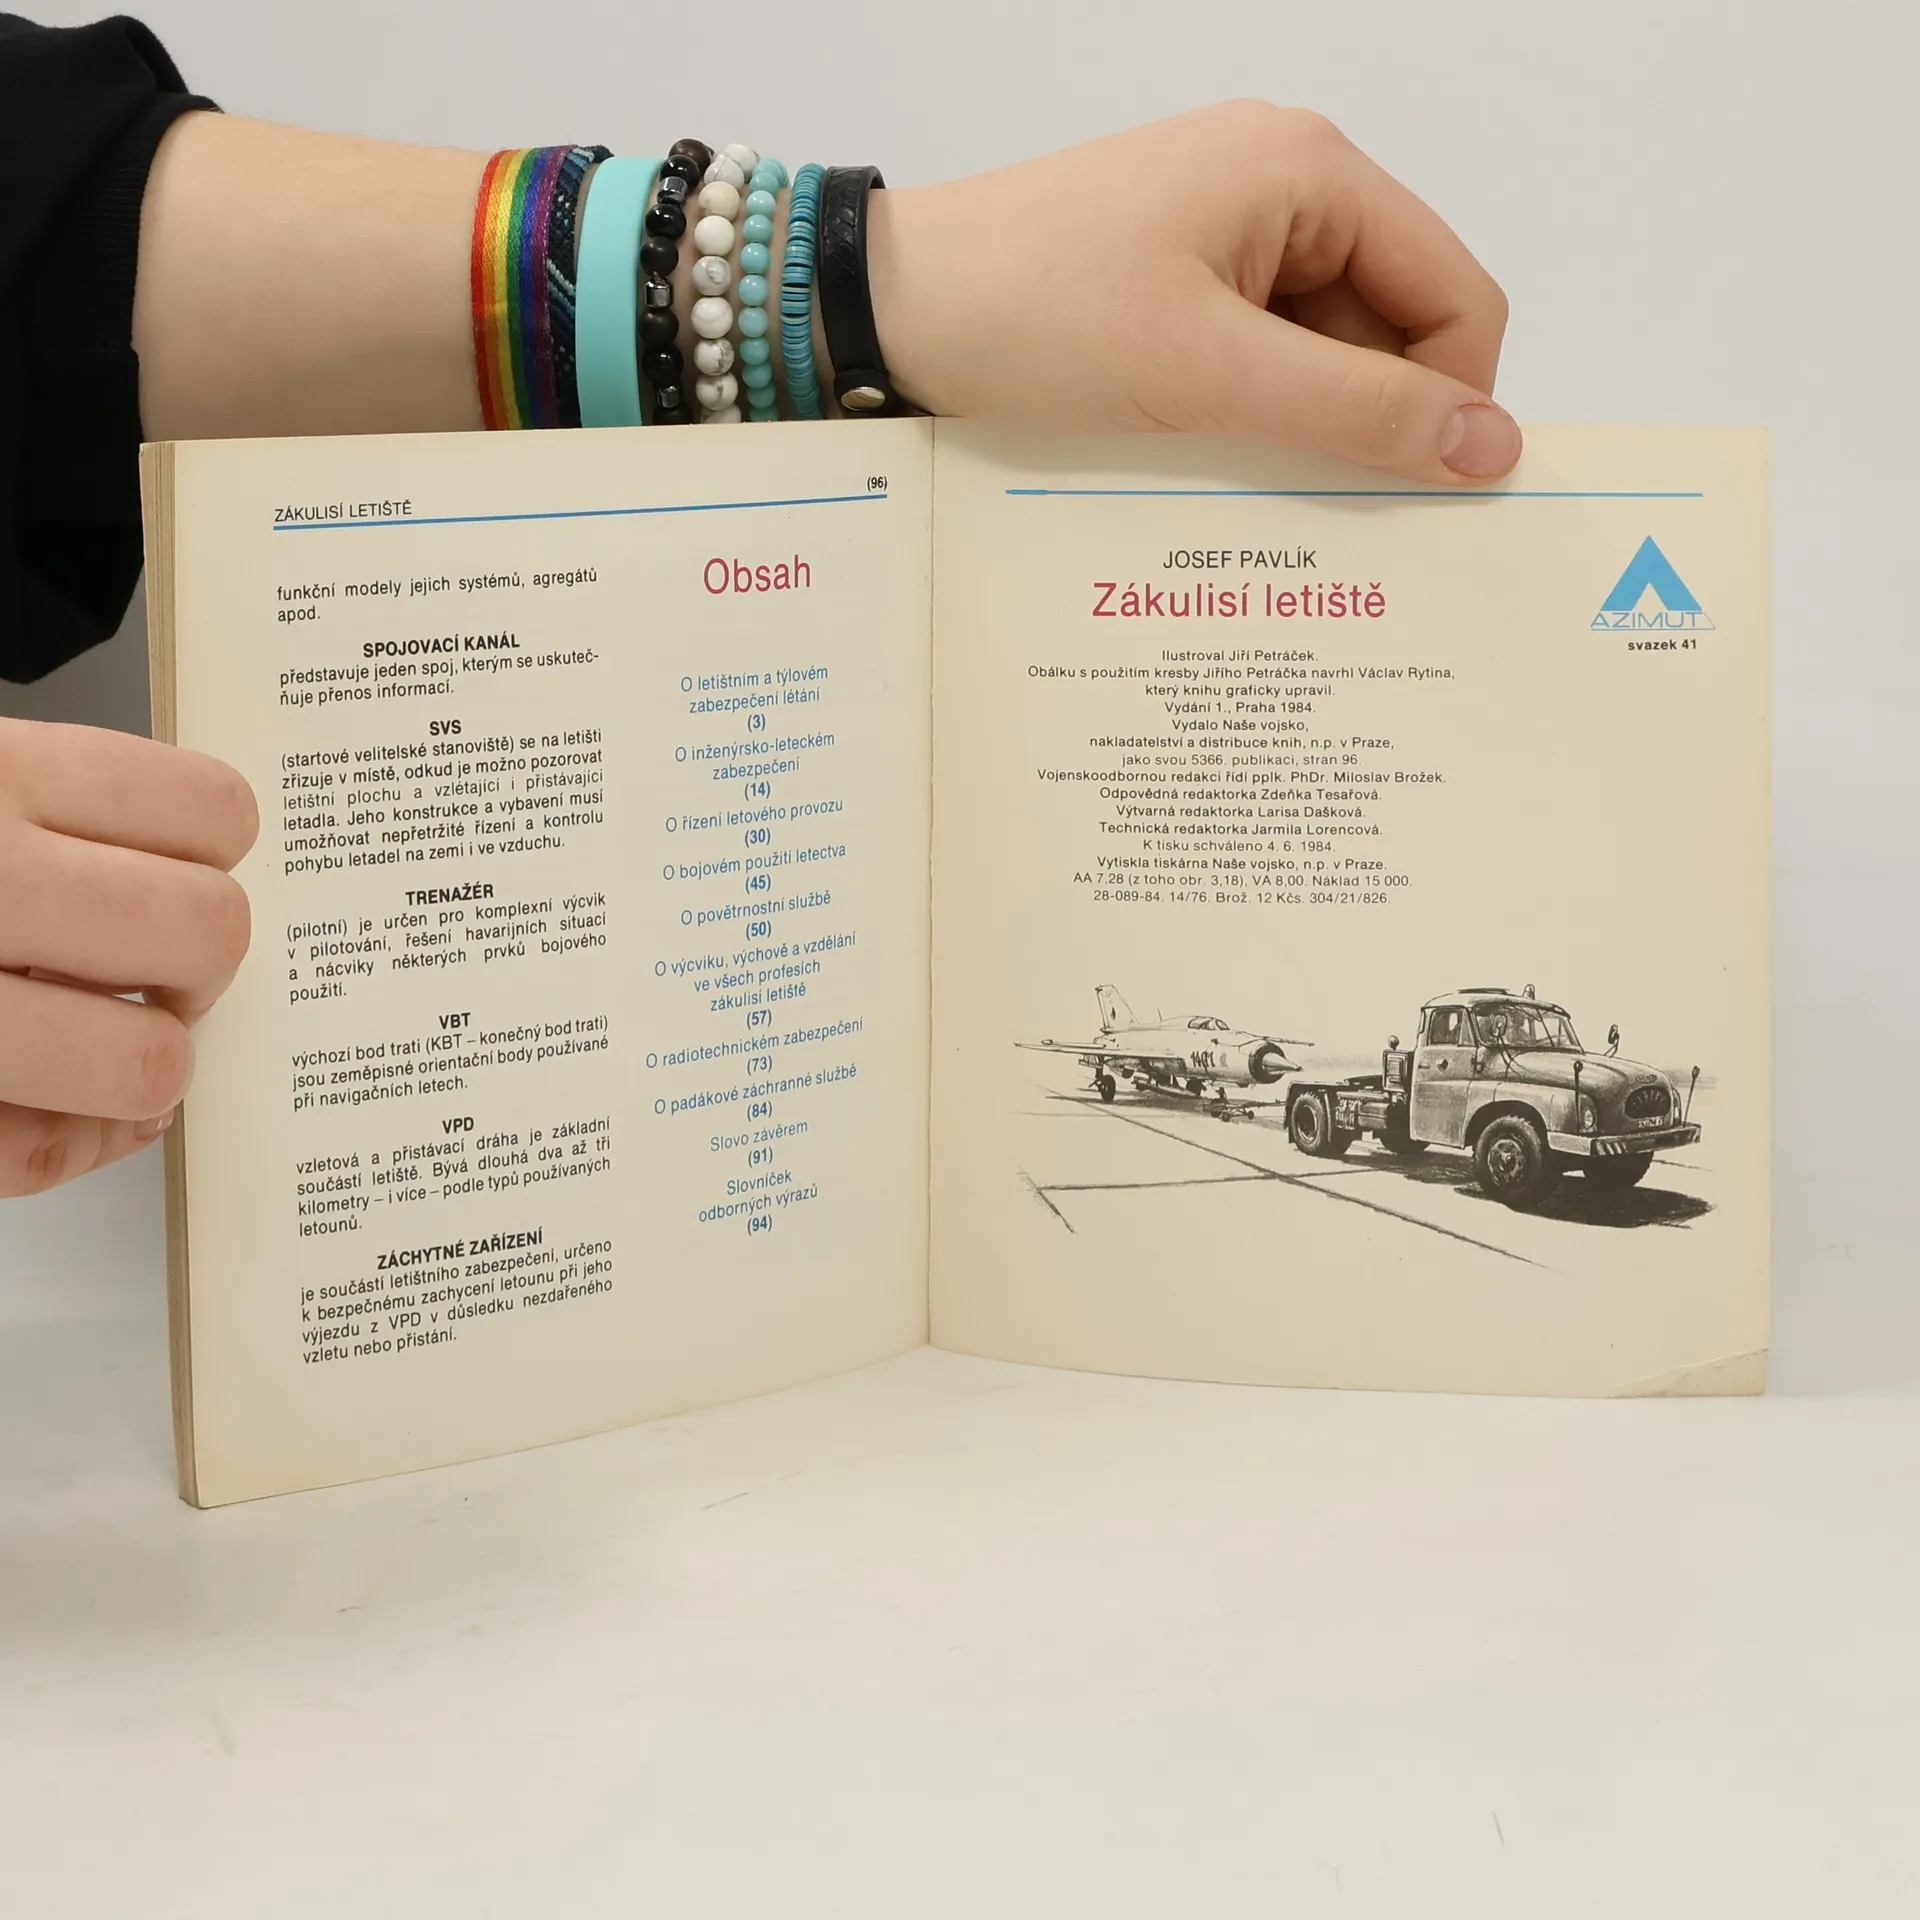 ZÁKULISÍ LETIŠTĚ
(96)
funkční modely jejich systémů, agregátů
apod.
SPOJOVACÍ KANÁL
představuje jeden spoj, kterým se uskuteč-
ňuje přenos informací.
SVS
(startové velitelské stanoviště) se na letišti
zřizuje v místě, odkud je možno pozorovat
letištní plochu a vzlétající i přistávající
letadla. Jeho konstrukce a vybavení musí
umožňovat nepřetržité řízení a kontrolu
pohybu letadel na zemi i ve vzduchu.
TRENAŽÉR
(pilotní) je určen pro komplexní výcvik
v pilotování, řešení havarijních situací
a nácviky některých prvků bojového
použití.
VBT
výchozí bod trati (KBT – konečný bod trati)
jsou zeměpisné orientační body používané
při navigačních letech.
VPD
vzletová a přistávací dráha je základní
součástí letiště. Bývá dlouhá dva až tři
kilometry – i více – podle typů používaných
letounů.
ZÁCHYTNÉ ZAŘÍZENÍ
je součástí letištního zabezpečení, určeno
k bezpečnému zachycení letounu při jeho
výjezdu z VPD v důsledku nezdařeného
vzletu nebo přistání.
Obsah
O letištním a týlovém
zabezpečení létání
(3)
O inženýrsko-leteckém
zabezpečení
(14)
O řízení letového provozu
(30)
O bojovém použití letectva
(45)
O povětrnostní službě
(50)
O výcviku, výchově a vzdělání
ve všech profesích
zákulisí letiště
(57)
O radiotechnickém zabezpečení
(73)
O padákové záchranné službě
(84)
Slovo závěrem
(91)
Slovníček
odborných výrazů
(94)
JOSEF PAVLÍK
Zákulisí letiště
AZIMUT
svazek 41
Ilustroval Jiří Petráček.
Obálku s použitím kresby Jiřího Petráčka navrhl Václav Rytina,
který knihu graficky upravil.
Vydání 1., Praha 1984.
Vydalo Naše vojsko,
nakladatelství a distribuce knih, n.p. v Praze,
jako svou 5366. publikaci, stran 96.
Vojenskoodbornou redakci řídí pplk. PhDr. Miloslav Brožek.
Odpovědná redaktorka Zdeňka Tesařová.
Výtvarná redaktorka Larisa Dašková.
Technická redaktorka Jarmila Lorencová.
K tisku schváleno 4. 6. 1984.
Vytiskla tiskárna Naše vojsko, n.p. v Praze.
AA 7,28 (z toho obr. 3,18), VA 8,00. Náklad 15 000.
28-089-84. 14/76. Brož. 12 Kčs. 304/21/826.